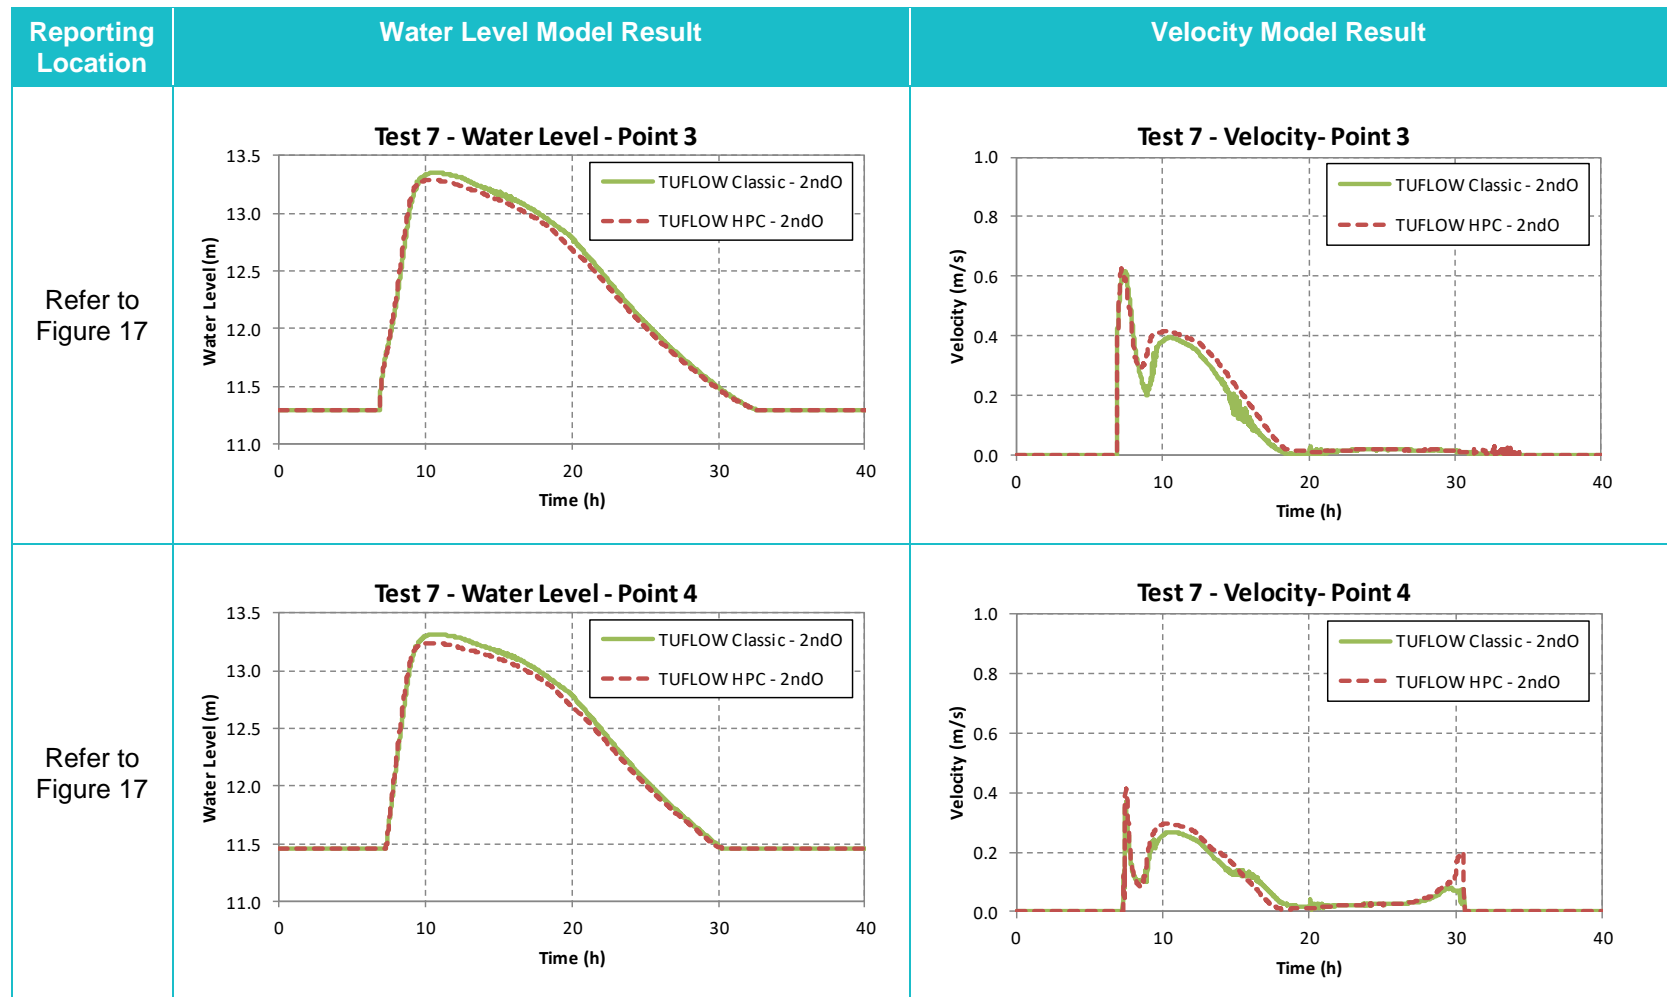 Reporting
Location
Water Level Model Result
Velocity Model Result
Refer to
Figure 17
Test 7 - Water Level - Point 3
Water Level (m)
13.5
13.0
12.5
12.0
11.5
11.0
0
10
20
30
40
Time (h)
TUFLOW Classic - 2ndO
TUFLOW HPC - 2ndO
Test 7 - Velocity- Point 3
Velocity (m/s)
1.0
0.8
0.6
0.4
0.2
0.0
0
10
20
30
40
Time (h)
TUFLOW Classic - 2ndO
TUFLOW HPC - 2ndO
Refer to
Figure 17
Test 7 - Water Level - Point 4
Water Level (m)
13.5
13.0
12.5
12.0
11.5
11.0
0
10
20
30
40
Time (h)
TUFLOW Classic - 2ndO
TUFLOW HPC - 2ndO
Test 7 - Velocity- Point 4
Velocity (m/s)
1.0
0.8
0.6
0.4
0.2
0.0
0
10
20
30
40
Time (h)
TUFLOW Classic - 2ndO
TUFLOW HPC - 2ndO